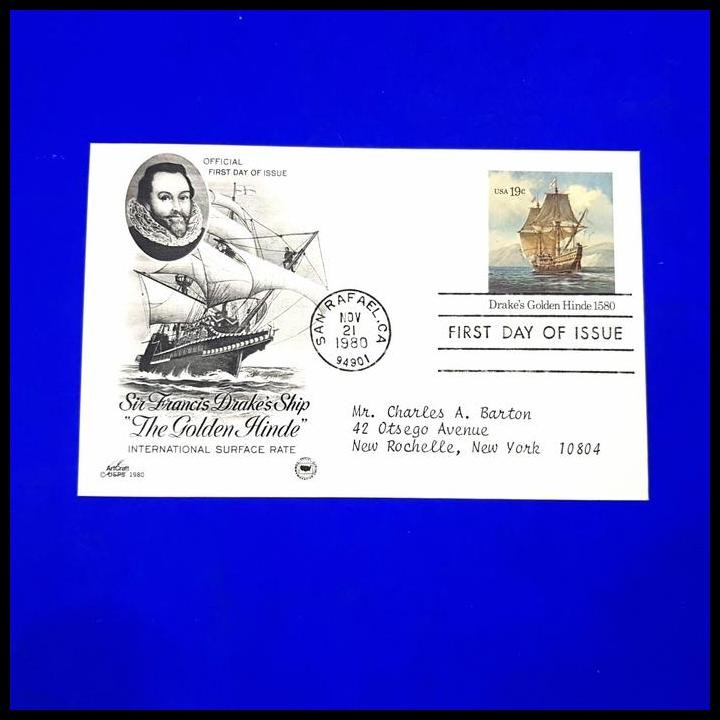 OFFICIAL
FIRST DAY OF ISSUE
USA 19c
Drake's Golden Hinde 1580
SAN RAFAEL, CA
NOV
21
1980
94901
FIRST DAY OF ISSUE
Sir Francis Drake's Ship
"The Golden Hinde"
INTERNATIONAL SURFACE RATE
ArtCraft
© USPS 1980
Mr. Charles A. Barton
42 Otsego Avenue
New Rochelle, New York 10804